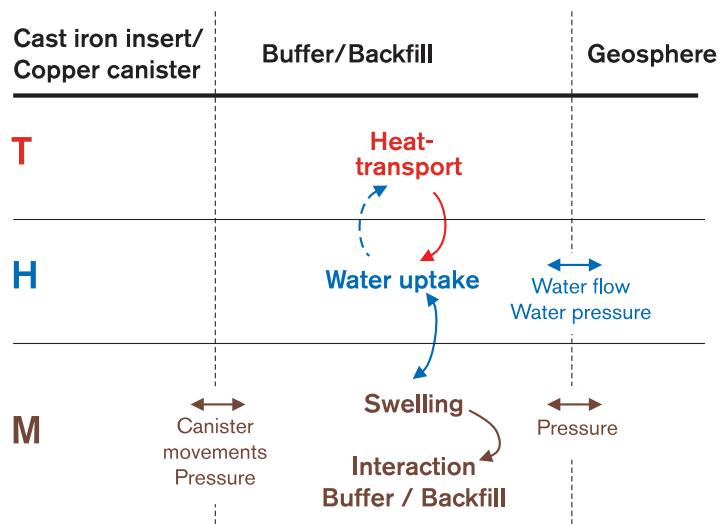 Cast iron insert/
Copper canister
Buffer/Backfill
Geosphere
T
Heat-
transport
H
Water uptake
Water flow
Water pressure
M
Canister
movements
Pressure
Swelling
Interaction
Buffer / Backfill
Pressure